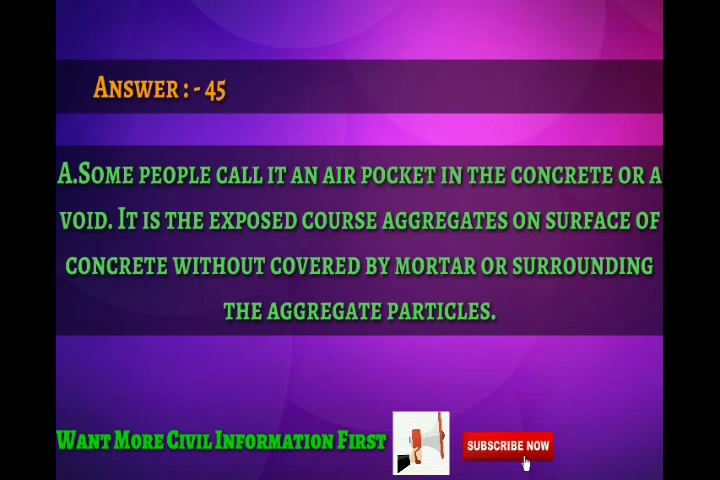 Answer : - 45
A.Some people call it an air pocket in the concrete or a
void. It is the exposed course aggregates on surface of
concrete without covered by mortar or surrounding
the aggregate particles.
Want More Civil Information First
SUBSCRIBE NOW